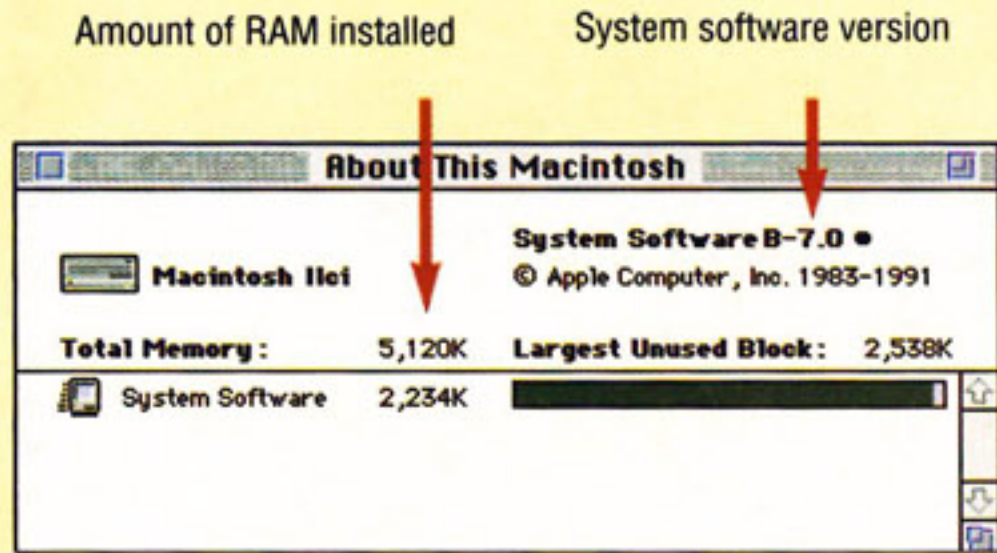 Amount of RAM installed
System software version
About This Macintosh
System Software B-7.0 •
Macintosh IIci
© Apple Computer, Inc. 1983-1991
Total Memory: 5,120K Largest Unused Block: 2,538K
System Software 2,234K